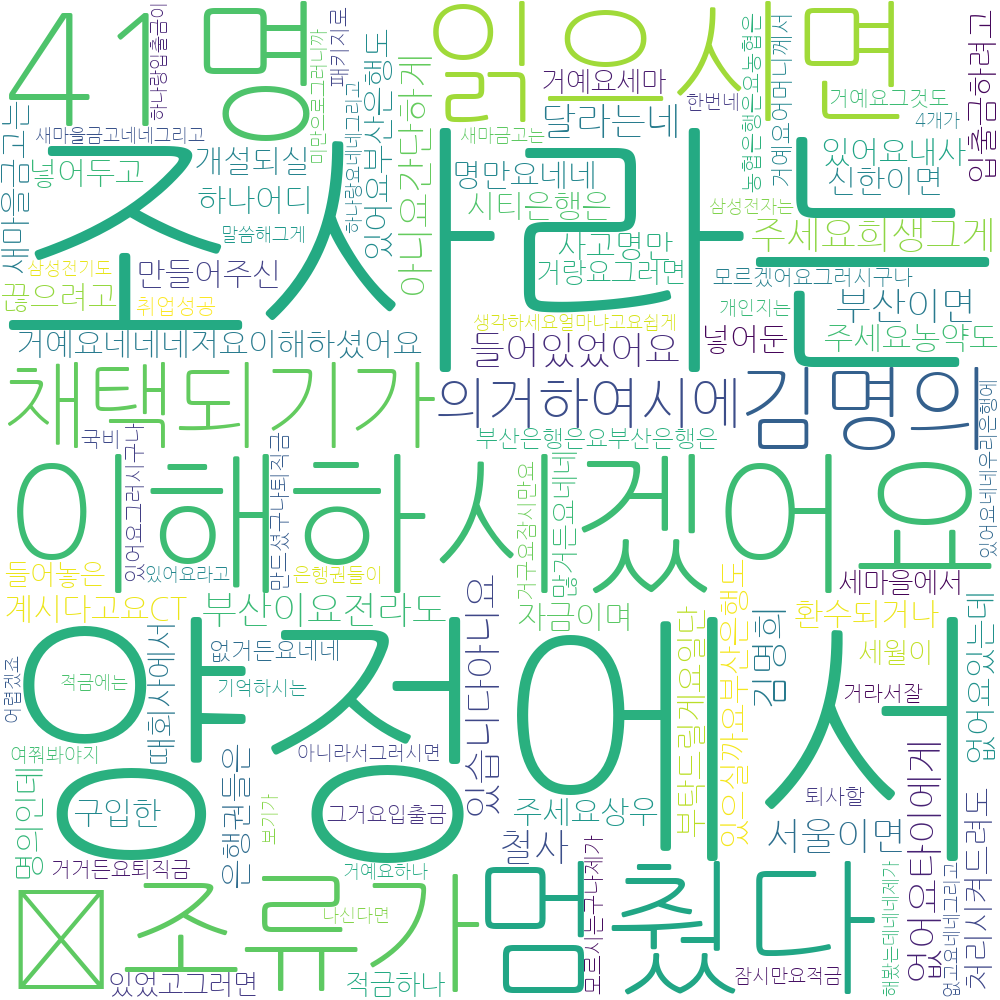 41명
읽으시면
조사라는
하나랑입출금이
미만으로그러니까
패키지로
하나랑요네네그리고
있어요부산은행도
아니요간단하게
거예요세마
한번네
농협은행은요농협은
거예요어머니께서
거예요그것도
4개가
입출금하려고
새마을금고는
새마을금고네네그리고
새마금고는
달라는네
넣어두고
개설되실
하나어디
말씀해그게
명만요네네
시티은행은
있어요내사
신한이면
삼성전자는
주세요희생그게
사고명만
거랑요그러면
삼성전기도
만들어주신
끊으려고
취업성공
모르겠어요그러시구나
개인지는
부산이면
생각하세요얼마냐고요쉽게
거예요네네네저요이해하셨어요
들어있었어요
넣어둔
주세요농약도
채택되기가
의거하여시에
김명의
국비
있어요그러시구나
만드셨구나퇴직금
부산은행은요부산은행은
있어요네네우리은행에
이해하시겠어요
거구요잠시만요
많거든요네네
들어놓은
있어요라고
은행권들이
세마을에서
계시다고요CT
부산이요전라도
자금이며
환수되거나
양정에서
어렵겠죠
적금에는
때회사에서
없거든요네네
기억하시는
있습니다아니요
부탁드릴게요일단
있으실까요부산은행도
김명희
세월이
거라서잘
없어요있는데
여쭤봐야지
명의인데
은행권들은
아니라서그러시면
구입한
보기가
그거요입출금
주세요상우
퇴사할
거거든요퇴직금
거예요하나
철사
서울이면
없어요타이에게
처리시켜드려도
조류가
멈췄다
나신다면
모르시는구나제가
해봤는데네네제가
없고요네네그리고
있었고그러면
적금하나
잠시만요적금